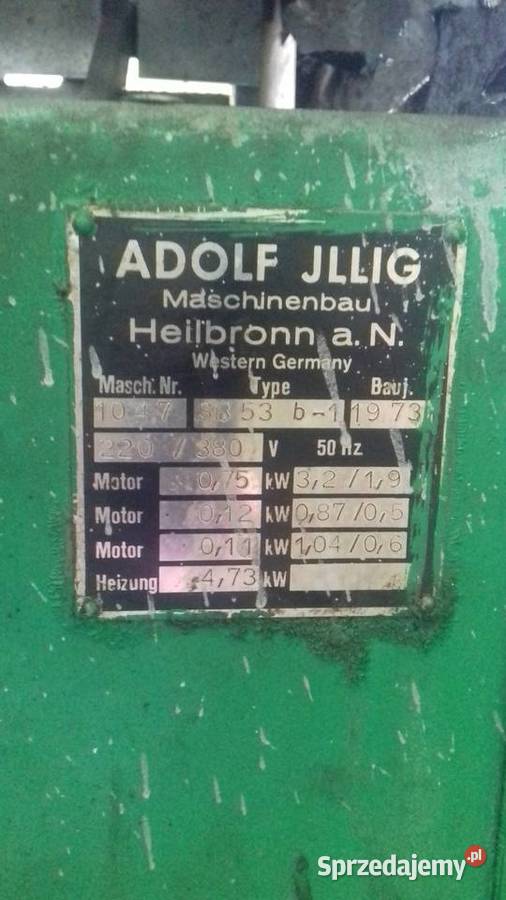 ADOLF JLLIG
Maschinenbau
Heilbronn a. N.
Western Germany
Masch. Nr. Type Bauj.
53 b-1 1973
220 / 380 V 50 Hz
Motor 0,75 kW 3,2/1,9
Motor 0,12 kW 0,87/0,5
Motor 0,11 kW 1,04/0,6
Heizung 4,73 kW
Sprzedajemy.pl